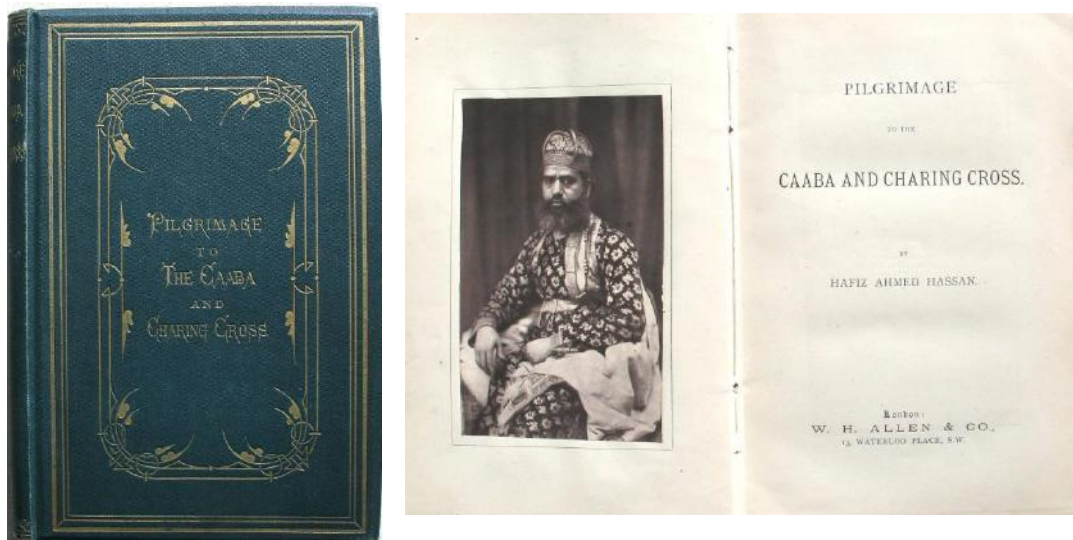 PILGRIMAGE
TO
THE CAABA
AND
CHARING CROSS.
PILGRIMAGE
TO THE
CAABA AND CHARING CROSS.
BY
HAFIZ AHMED HASSAN.
London:
W. H. ALLEN & CO.,
13, WATERLOO PLACE, S.W.